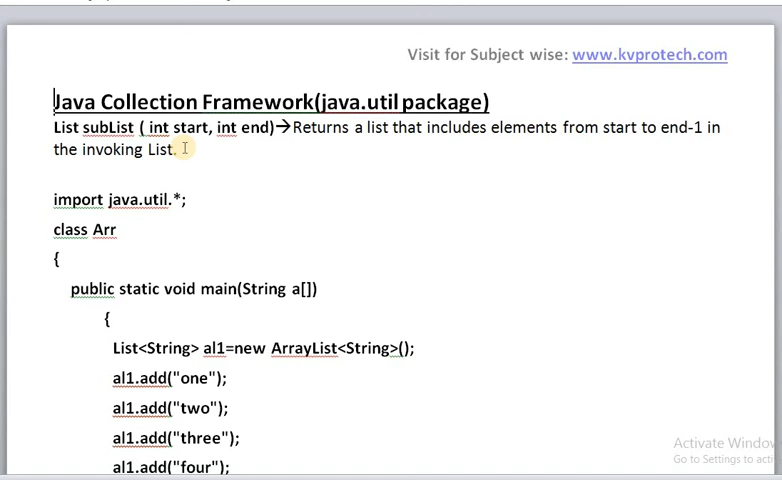 Visit for Subject wise: www.kvprotech.com
Java Collection Framework(java.util package)
List subList ( int start, int end)→Returns a list that includes elements from start to end-1 in
the invoking List.
import java.util.*;
class Arr
{
public static void main(String a[])
{
List<String> al1=new ArrayList<String>();
al1.add("one");
al1.add("two");
al1.add("three");
al1.add("four");
Activate Window
Go to Settings to acti